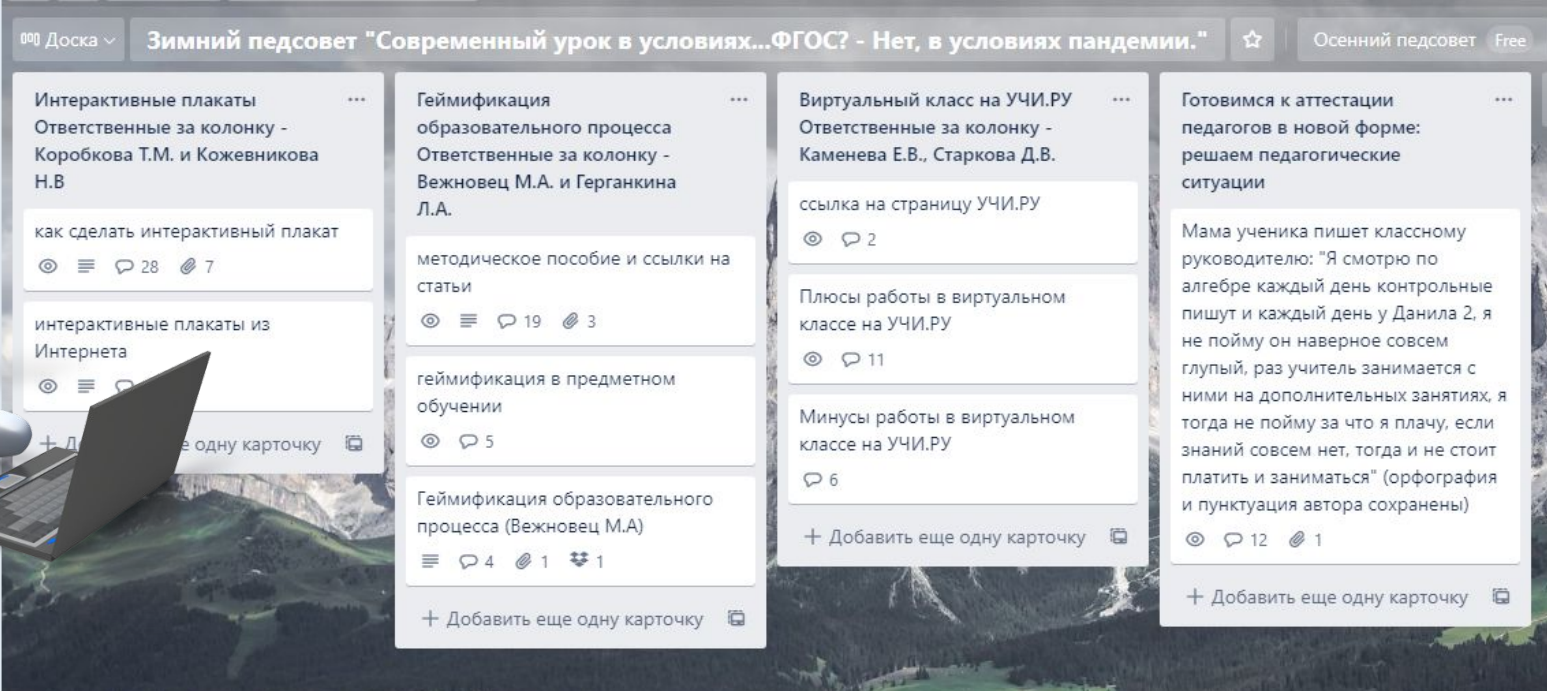 Доска
Зимний педсовет "Современный урок в условиях...ФГОС? - Нет, в условиях пандемии."
Осенний педсовет Free
Интерактивные плакаты
Ответственные за колонку -
Коробкова Т.М. и Кожевникова
Н.В
как сделать интерактивный плакат
28 7
интерактивные плакаты из
Интернета
е одну карточку
Геймификация
образовательного процесса
Ответственные за колонку -
Вежновец М.А. и Герганкина
Л.А.
методическое пособие и ссылки на
статьи
19 3
геймификация в предметном
обучении
5
Геймификация образовательного
процесса (Вежновец М.А)
4 1 1
+ Добавить еще одну карточку
Виртуальный класс на УЧИ.РУ
Ответственные за колонку -
Каменева Е.В., Старкова Д.В.
ссылка на страницу УЧИ.РУ
2
Плюсы работы в виртуальном
классе на УЧИ.РУ
11
Минусы работы в виртуальном
классе на УЧИ.РУ
6
+ Добавить еще одну карточку
Готовимся к аттестации
педагогов в новой форме:
решаем педагогические
ситуации
Мама ученика пишет классному
руководителю: "Я смотрю по
алгебре каждый день контрольные
пишут и каждый день у Данила 2, я
не пойму он наверное совсем
глупый, раз учитель занимается с
ними на дополнительных занятиях, я
тогда не пойму за что я плачу, если
знаний совсем нет, тогда и не стоит
платить и заниматься" (орфография
и пунктуация автора сохранены)
12 1
+ Добавить еще одну карточку